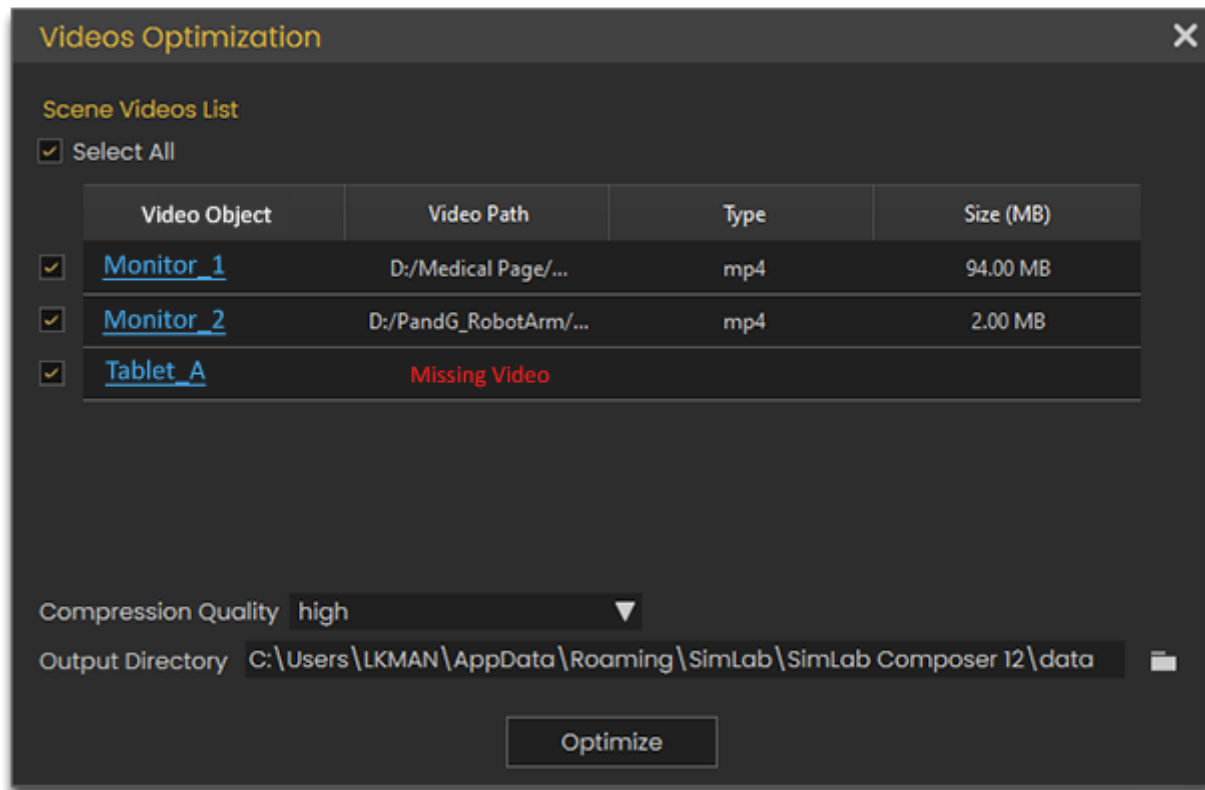 Videos Optimization
Scene Videos List
Select All
Video Object Video Path Type Size (MB)
Monitor_1 D:/Medical Page/... mp4 94.00 MB
Monitor_2 D:/PandG_RobotArm/... mp4 2.00 MB
Tablet_A Missing Video
Compression Quality high
Output Directory C:\Users\LKMAN\AppData\Roaming\SimLab\SimLab Composer 12\data
Optimize